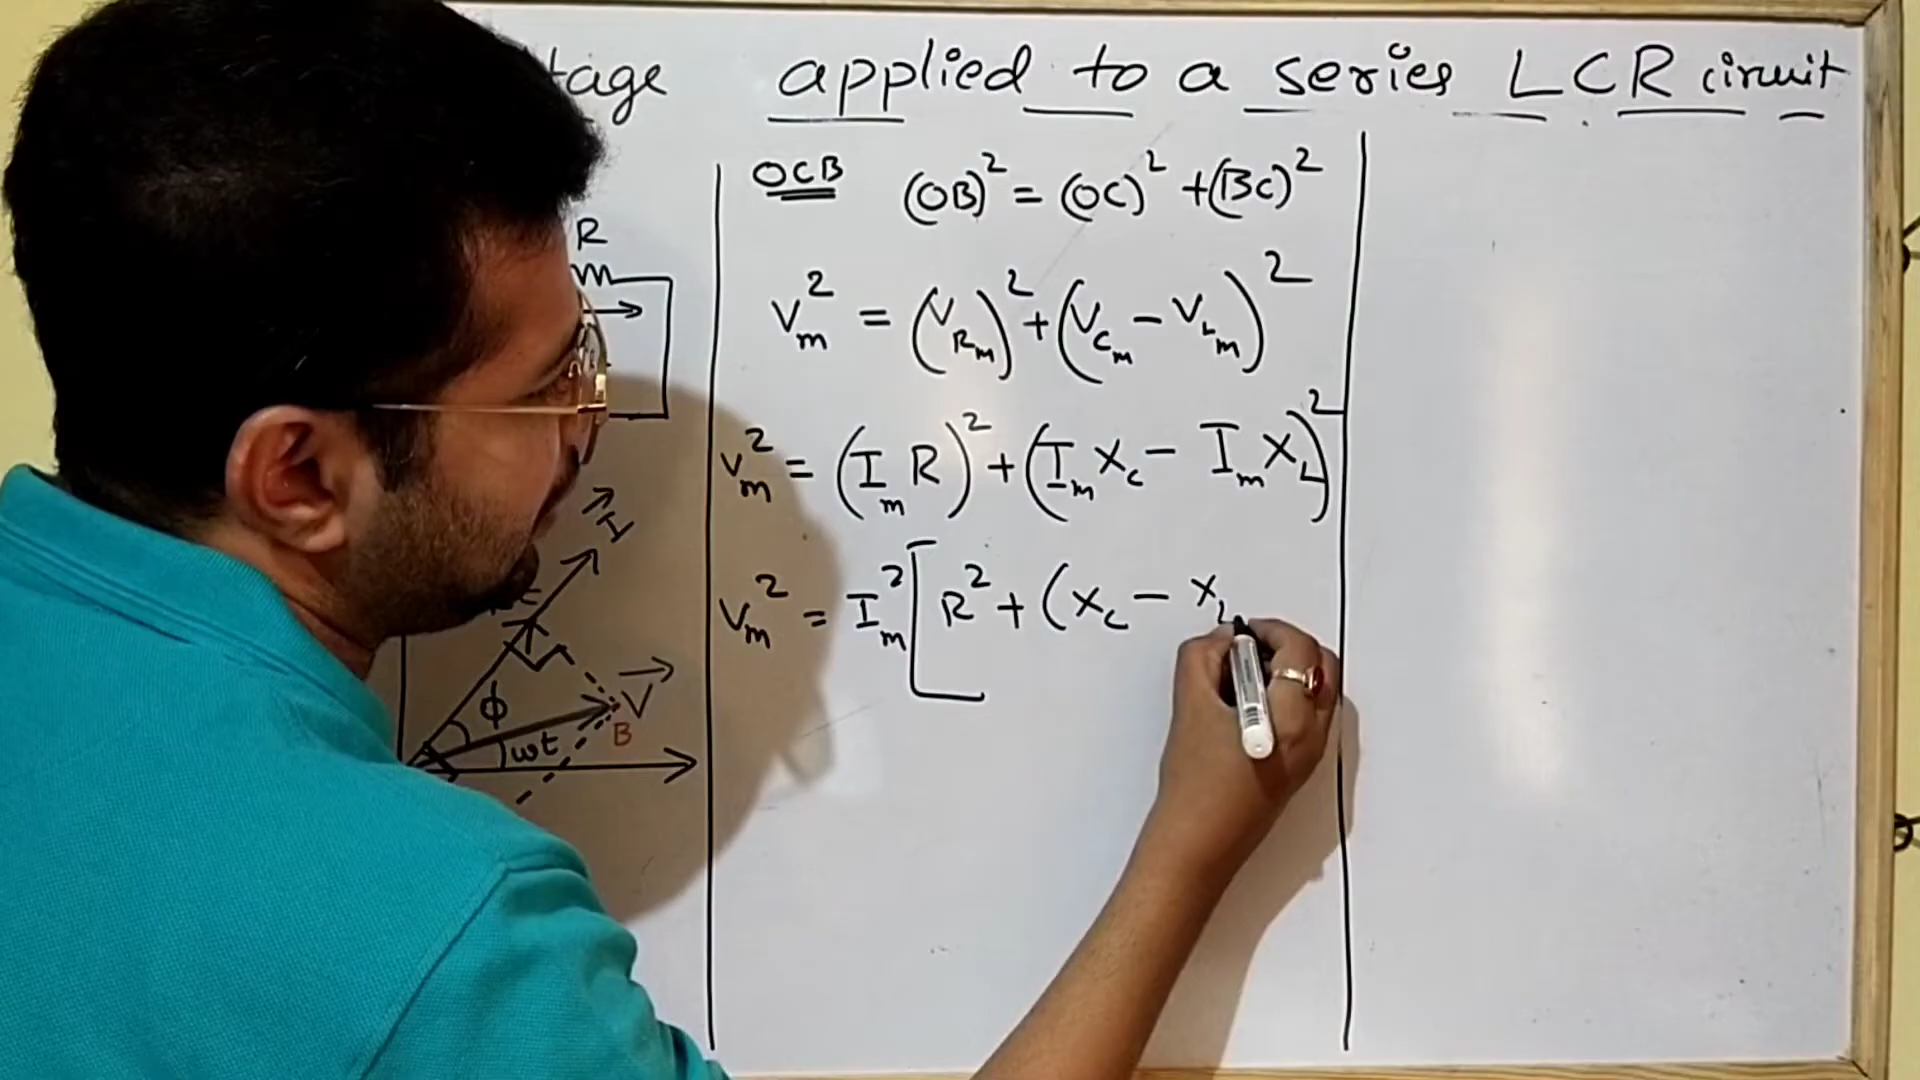 tage applied to a series LCR circuit
R
OCB (OB)² = (OC)² + (BC)²
Vm² = (VRm)² + (VCm - VLm)²
Vm² = (Im R)² + (Im XC - Im XL)²
Vm² = Im² [R² + (XC - XL
I
V
ϕ
B
ωt